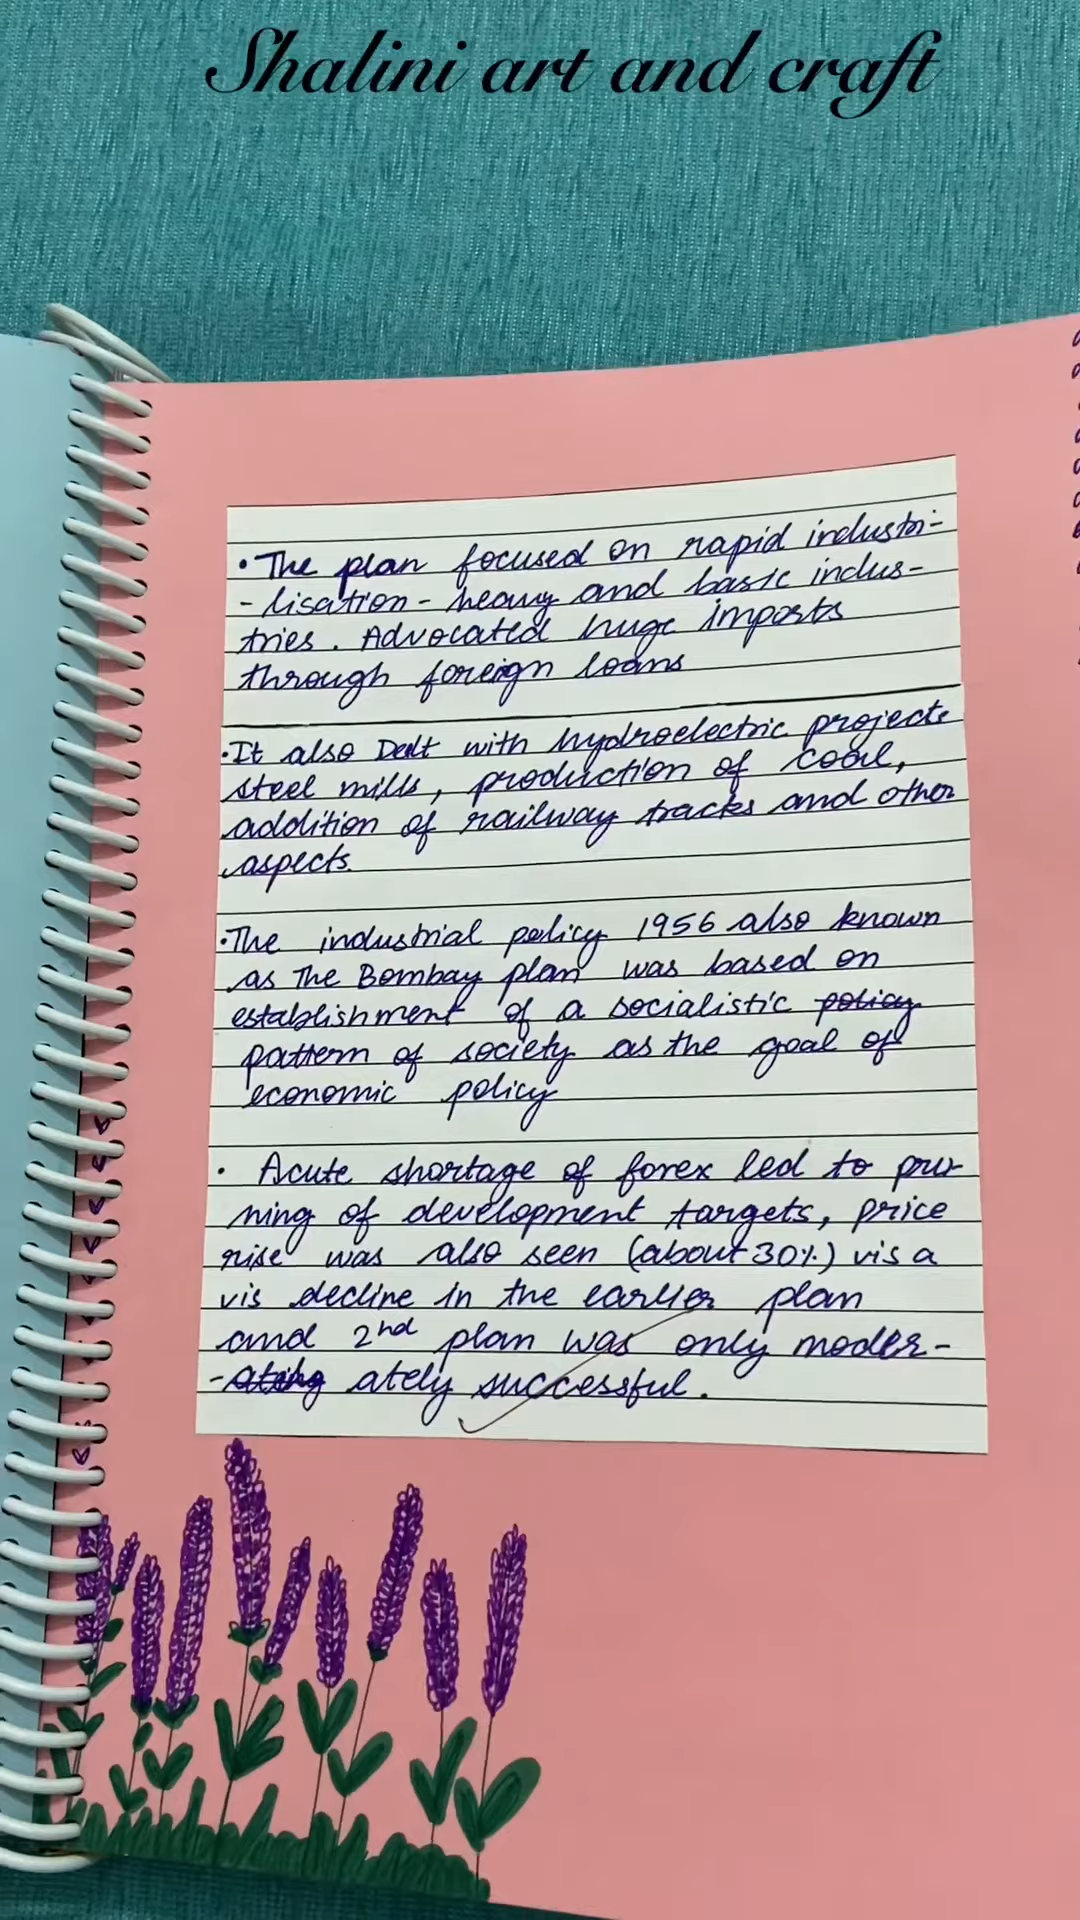 Shalini art and craft
• The plan focused on rapid industri-
- lisation - heavy and basic indus-
tries. Advocated huge imports
through foreign loans
• It also Dealt with hydroelectric projects
steel mills, production of coal,
addition of railway tracks and other
aspects.
• The industrial policy 1956 also known
as The Bombay plan was based on
establishment of a socialistic policy
pattern of society as the goal of
economic policy
• Acute shortage of forex led to pru-
ning of development targets, price
rise was also seen (about 30%) vis a
vis decline in the earlier plan
and 2nd plan was only moder-
- ately successful.